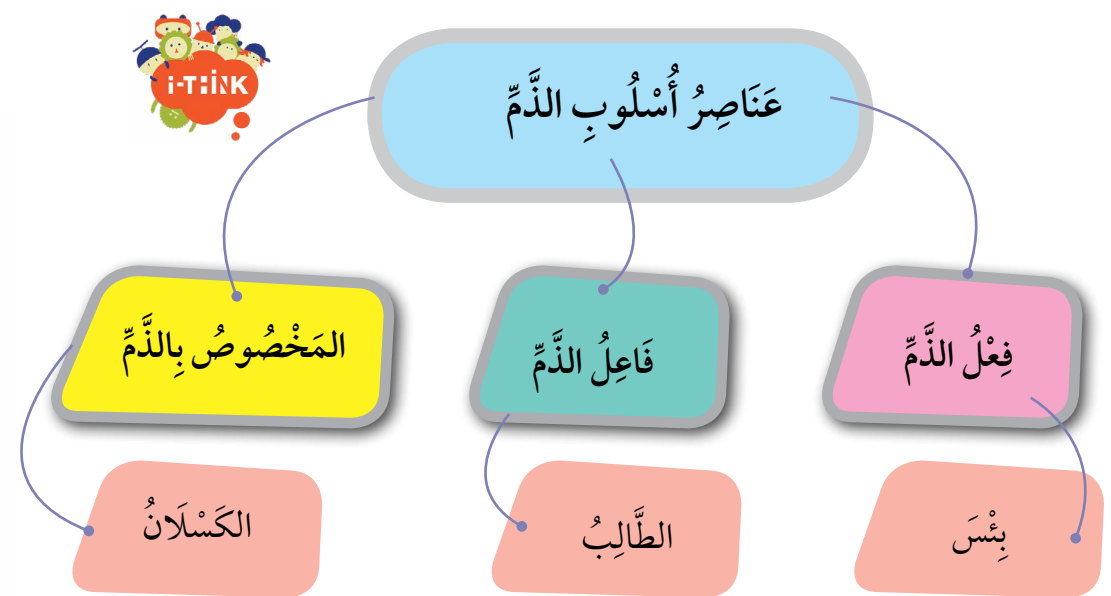 i-THiNK
عَنَاصِرُ أُسْلُوبِ الذَّمِّ
فِعْلُ الذَّمِّ
فَاعِلُ الذَّمِّ
المَخْصُوصُ بِالذَّمِّ
بِئْسَ
الطَّالِبُ
الكَسْلَانُ